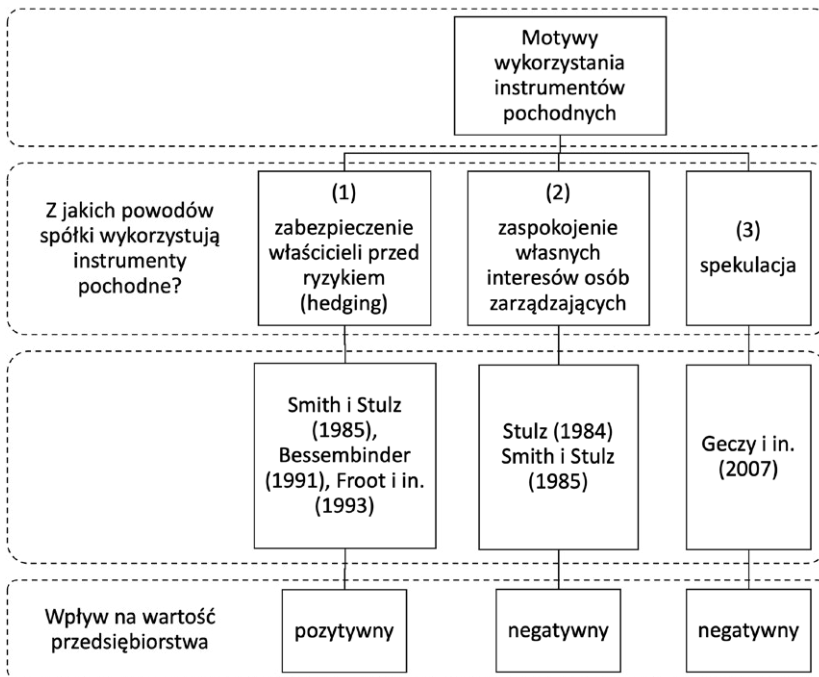 Motywy
wykorzystania
instrumentów
pochodnych
Z jakich powodów
spółki wykorzystują
instrumenty
pochodne?
(1)
zabezpieczenie
właścicieli przed
ryzykiem
(hedging)
(2)
zaspokojenie
własnych
interesów osób
zarządzających
(3)
spekulacja
Smith i Stulz
(1985),
Bessembinder
(1991), Froot i in.
(1993)
Stulz (1984)
Smith i Stulz
(1985)
Geczy i in.
(2007)
Wpływ na wartość
przedsiębiorstwa
pozytywny
negatywny
negatywny